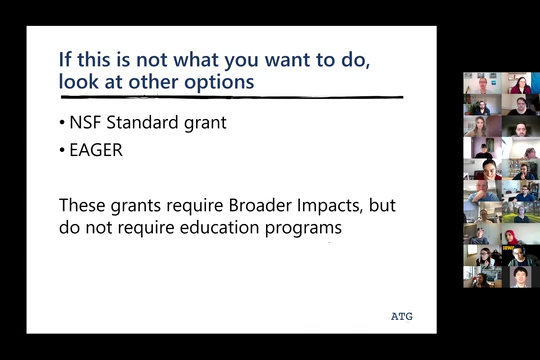 If this is not what you want to do,
look at other options
• NSF Standard grant
• EAGER
These grants require Broader Impacts, but
do not require education programs
ATG